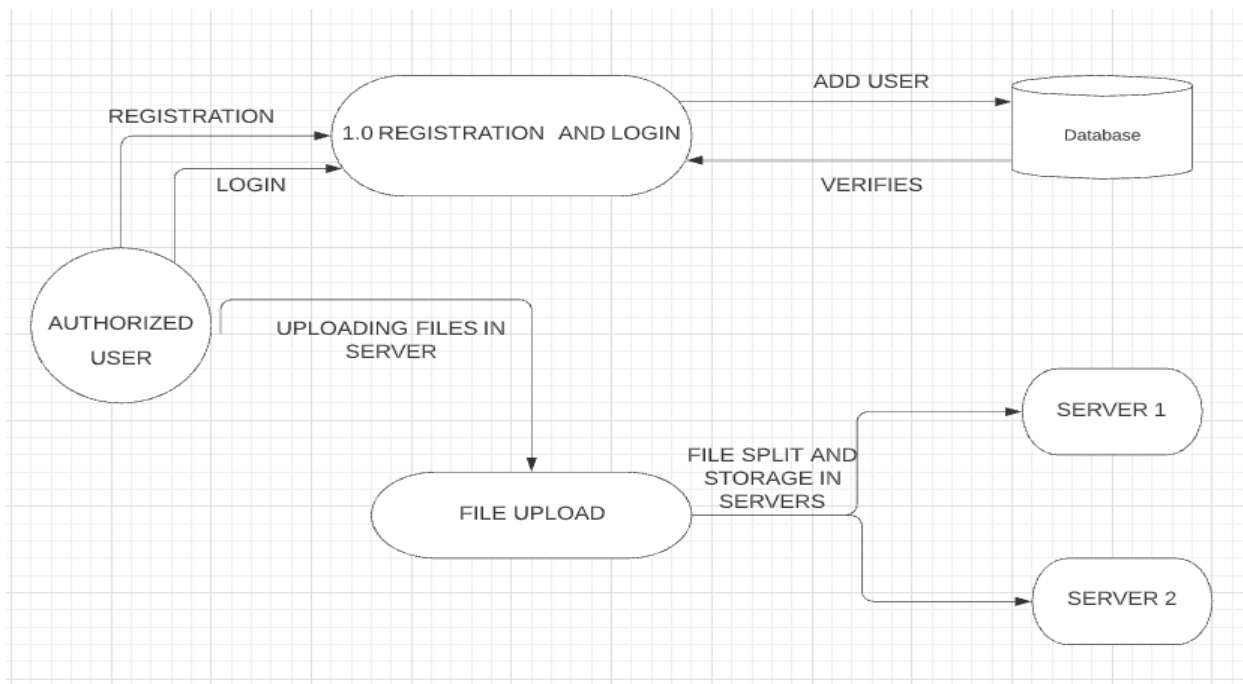 ADD USER
REGISTRATION
1.0 REGISTRATION AND LOGIN
Database
LOGIN
VERIFIES
AUTHORIZED
USER
UPLOADING FILES IN
SERVER
SERVER 1
FILE SPLIT AND
STORAGE IN
SERVERS
FILE UPLOAD
SERVER 2